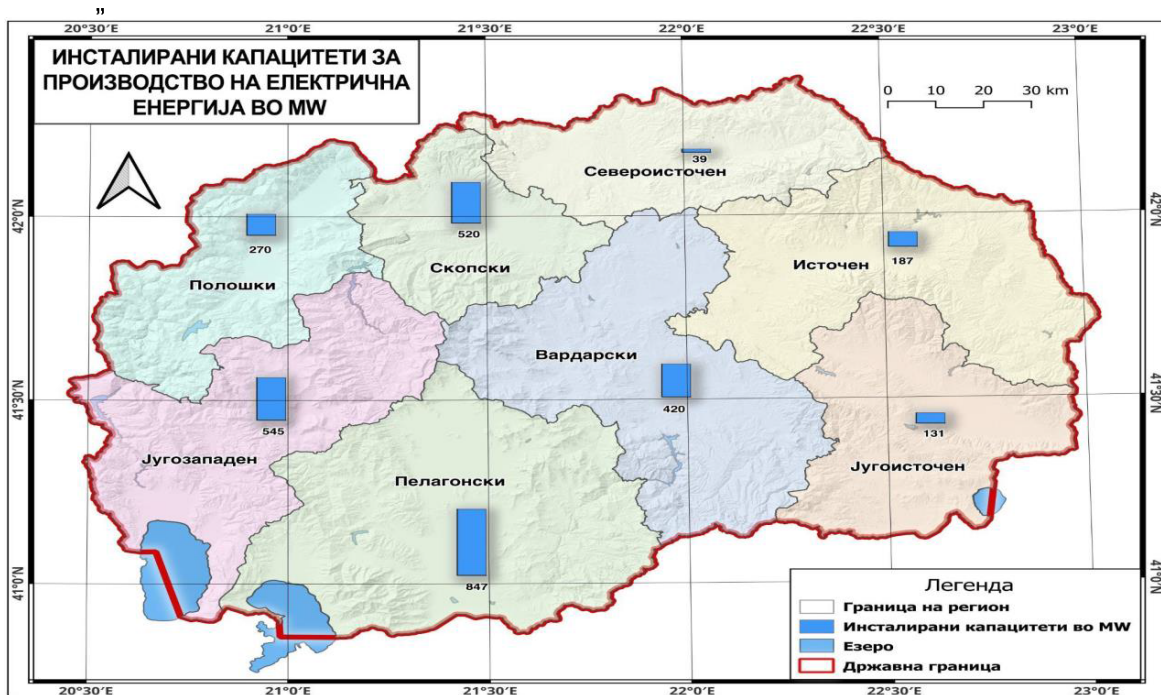 „
20°30'E 21°0'E 21°30'E 22°0'E 22°30'E 23°0'E
ИНСТАЛИРАНИ КАПАЦИТЕТИ ЗА
ПРОИЗВОДСТВО НА ЕЛЕКТРИЧНА
ЕНЕРГИЈА ВО MW
0 10 20 30 km
39
Североисточен
42°0'N
42°0'N
270
Полошки
520
Скопски
187
Источен
Вардарски
420
41°30'N
41°30'N
545
Југозападен
131
Југоисточен
Пелагонски
847
41°0'N
41°0'N
Легенда
Граница на регион
Инсталирани капацитети во MW
Езеро
Државна граница
20°30'E 21°0'E 21°30'E 22°0'E 22°30'E 23°0'E